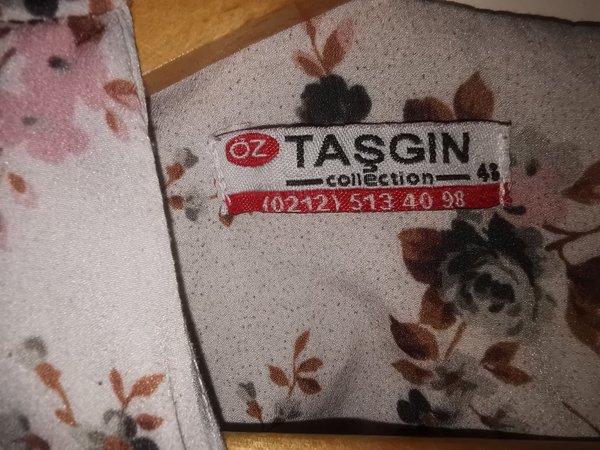 ÖZ TAŞGIN
collection 48
(0212) 513 40 98